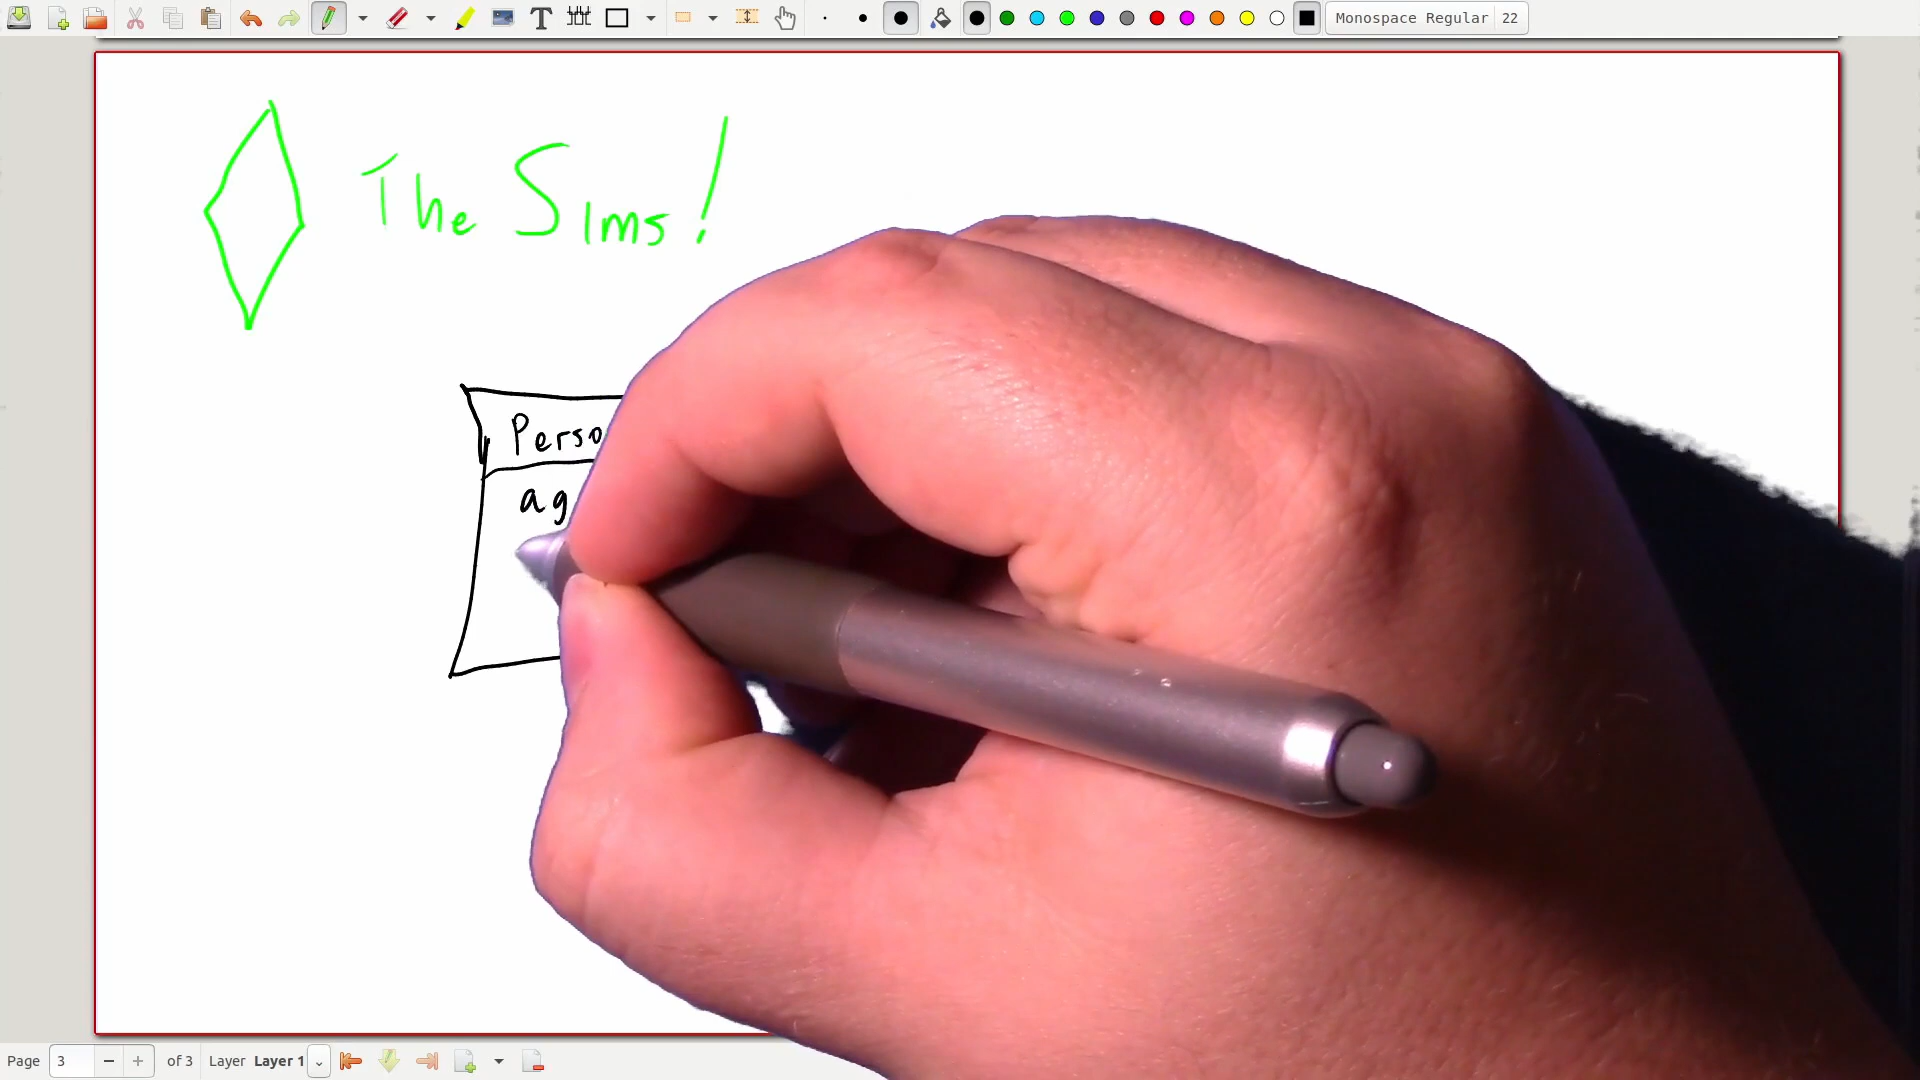 Monospace Regular 22
The Sims!
Perso
ag
Page 3 of 3 Layer Layer 1